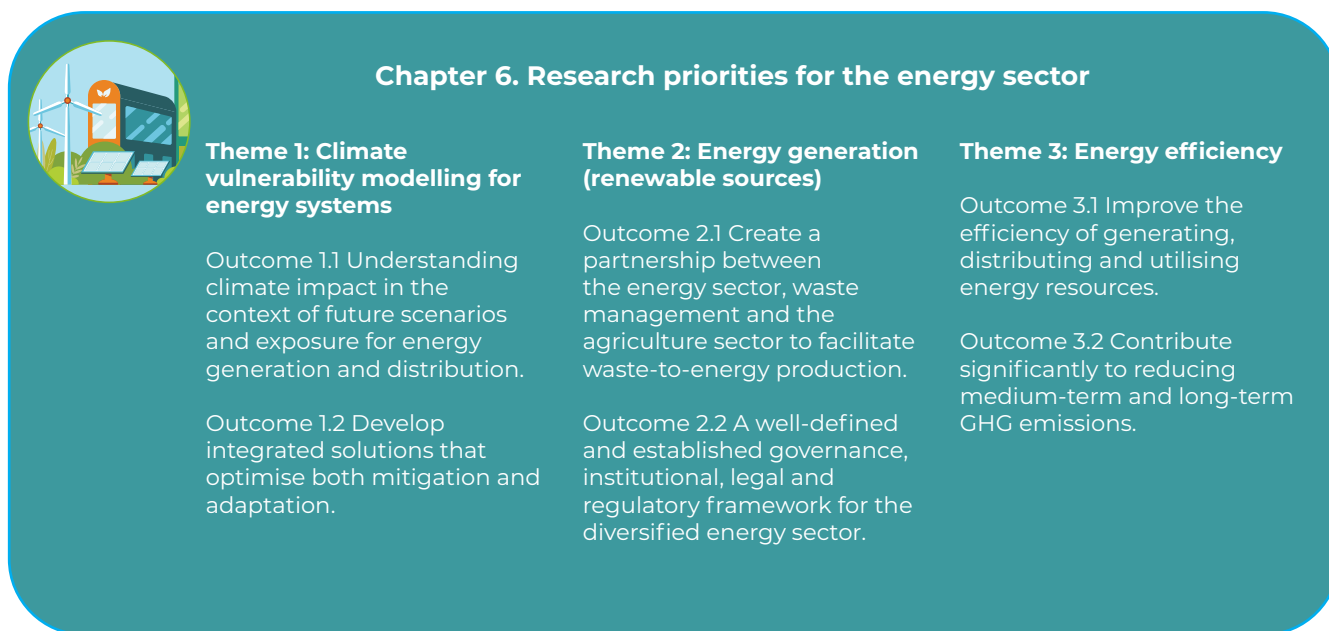 Chapter 6. Research priorities for the energy sector
Theme 1: Climate
vulnerability modelling for
energy systems
Outcome 1.1 Understanding
climate impact in the
context of future scenarios
and exposure for energy
generation and distribution.
Outcome 1.2 Develop
integrated solutions that
optimise both mitigation and
adaptation.
Theme 2: Energy generation
(renewable sources)
Outcome 2.1 Create a
partnership between
the energy sector, waste
management and the
agriculture sector to facilitate
waste-to-energy production.
Outcome 2.2 A well-defined
and established governance,
institutional, legal and
regulatory framework for the
diversified energy sector.
Theme 3: Energy efficiency
Outcome 3.1 Improve the
efficiency of generating,
distributing and utilising
energy resources.
Outcome 3.2 Contribute
significantly to reducing
medium-term and long-term
GHG emissions.